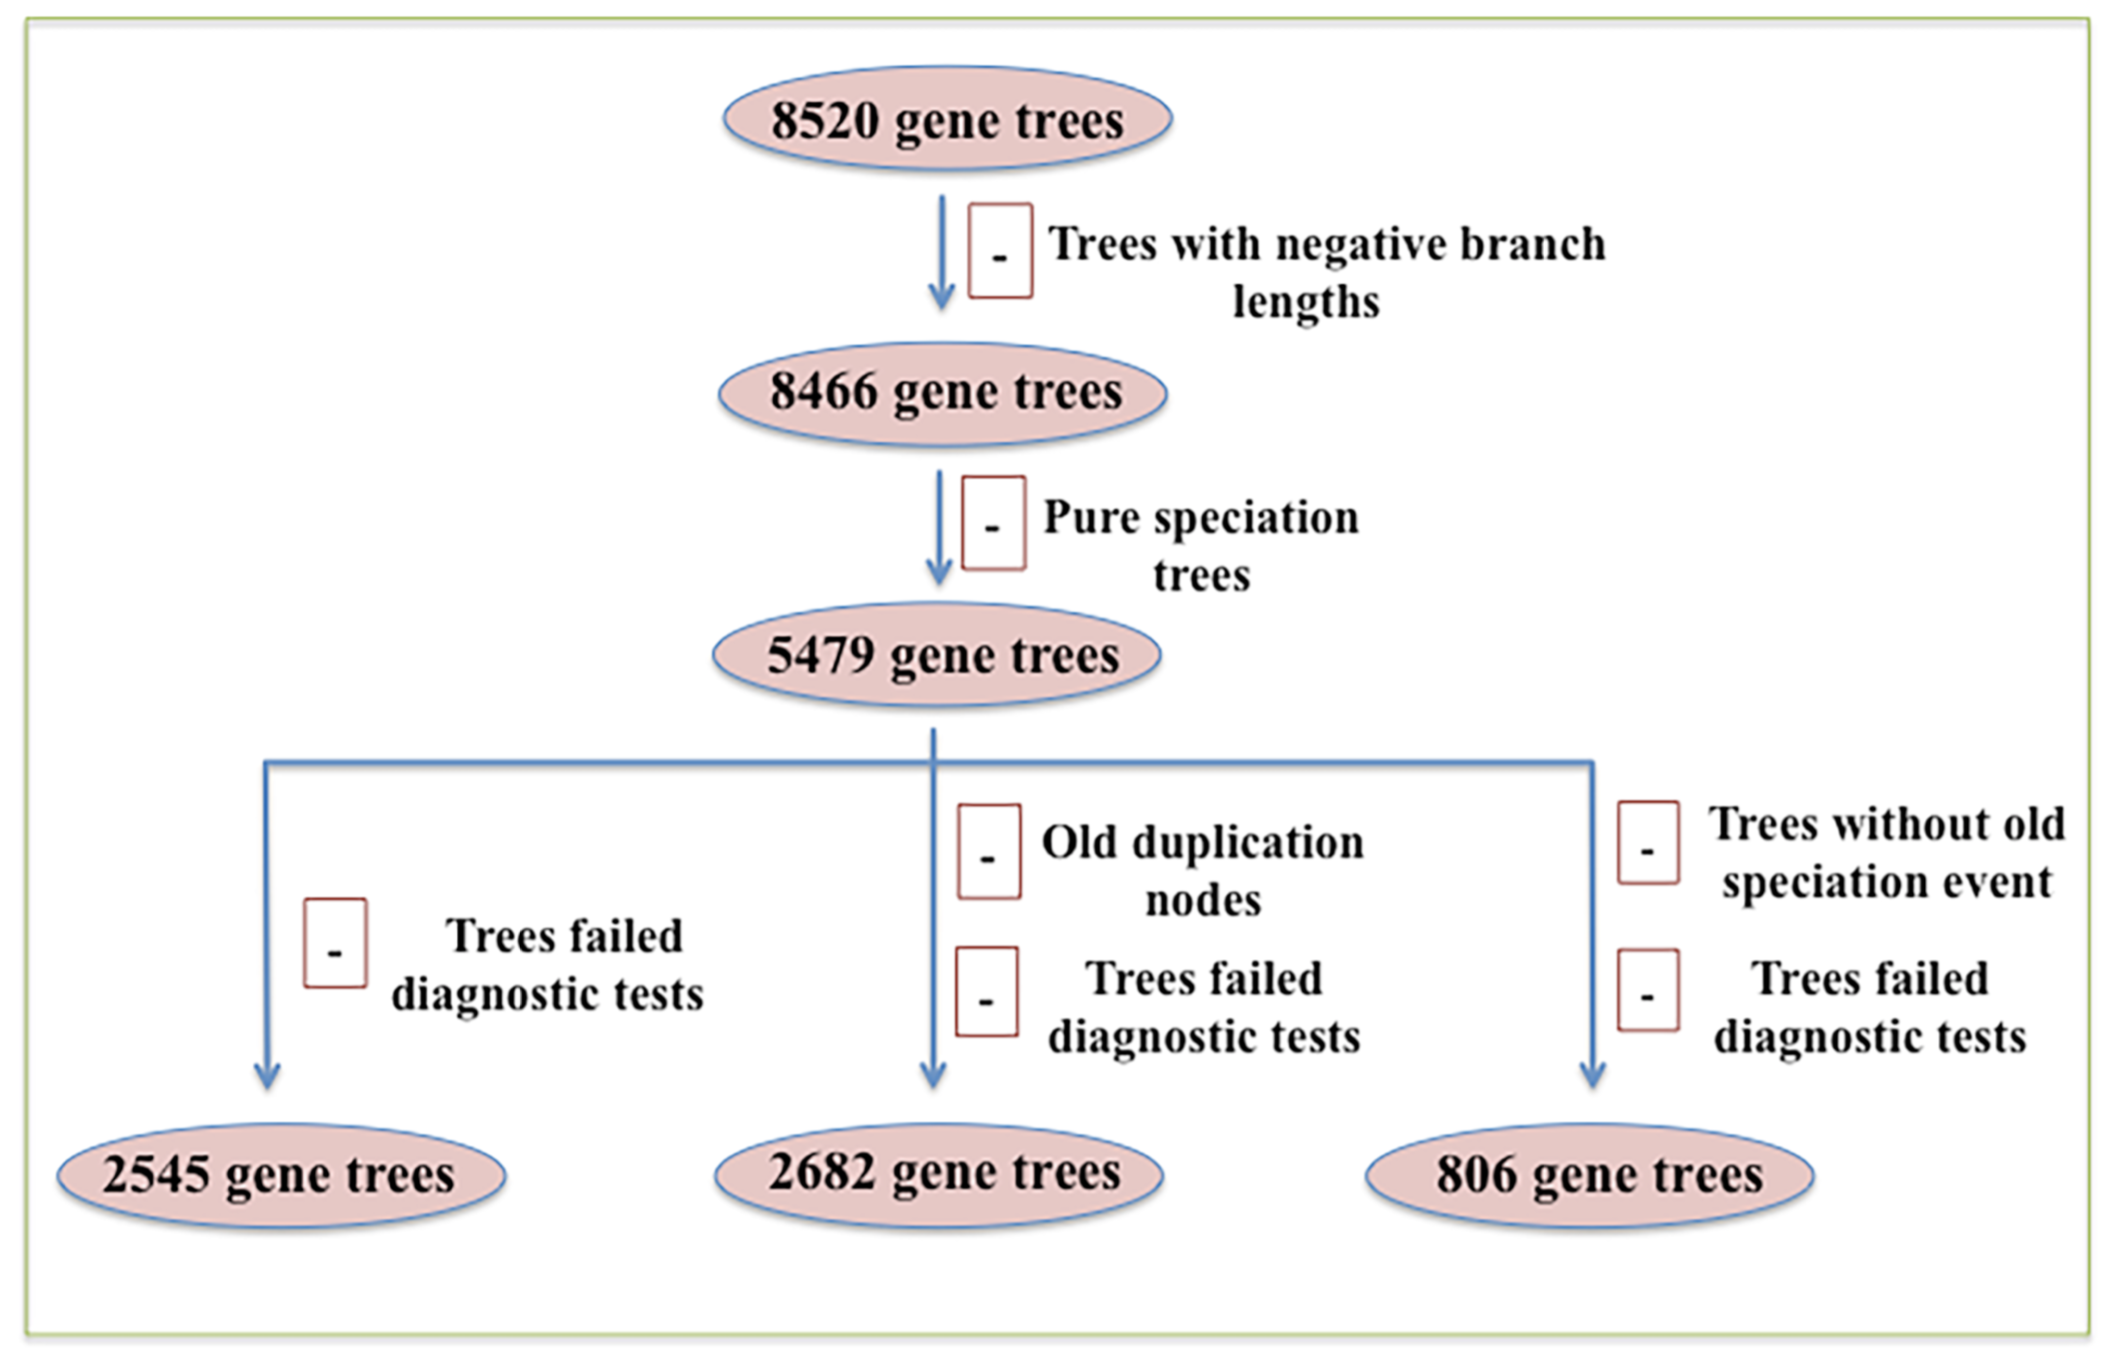 8520 gene trees
-
Trees with negative branch
lengths
8466 gene trees
-
Pure speciation
trees
5479 gene trees
-
Trees failed
diagnostic tests
-
Old duplication
nodes
-
Trees failed
diagnostic tests
-
Trees without old
speciation event
-
Trees failed
diagnostic tests
2545 gene trees
2682 gene trees
806 gene trees